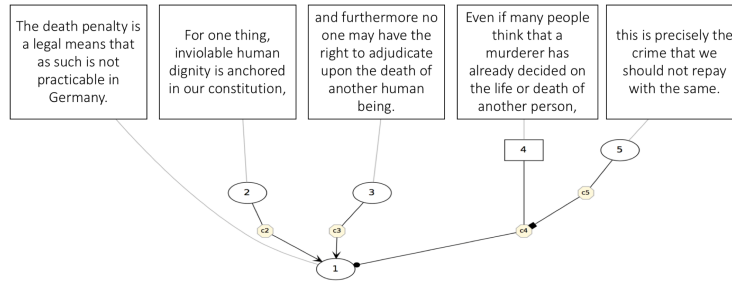 The death penalty is
a legal means that
as such is not
practicable in
Germany.
For one thing,
inviolable human
dignity is anchored
in our constitution,
and furthermore no
one may have the
right to adjudicate
upon the death of
another human
being.
Even if many people
think that a
murderer has
already decided on
the life or death of
another person,
this is precisely the
crime that we
should not repay
with the same.
4
5
2
3
c5
c2
c3
c4
1